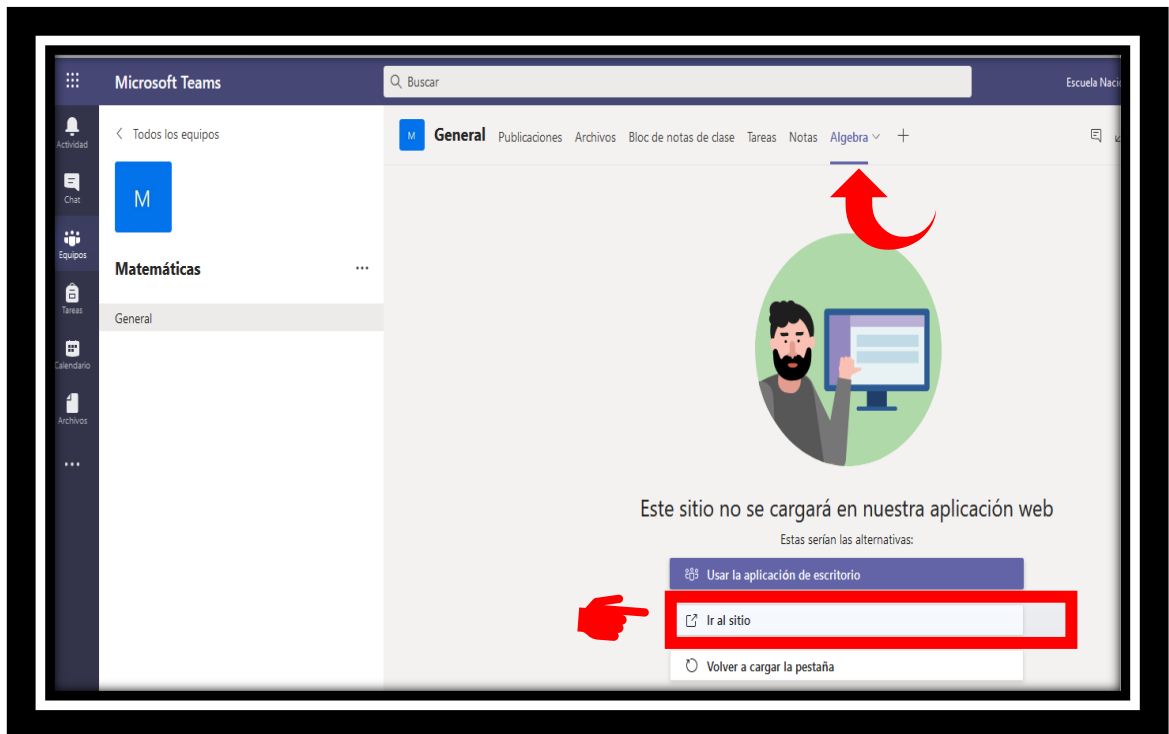 Microsoft Teams
Buscar
Escuela Naci
Actividad
Chat
Equipos
Tareas
Calendario
Archivos
Todos los equipos
M
Matemáticas
General
M General Publicaciones Archivos Bloc de notas de clase Tareas Notas Algebra
Este sitio no se cargará en nuestra aplicación web
Estas serían las alternativas:
Usar la aplicación de escritorio
Ir al sitio
Volver a cargar la pestaña